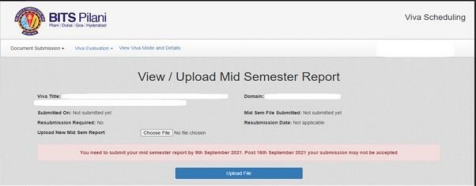 BITS Pilani
Pilani | Dubai | Goa | Hyderabad
Viva Scheduling
Document Submission
Viva Evaluation
View Viva Mode and Details
View / Upload Mid Semester Report
Viva Title:
Domain:
Submitted On: Not submitted yet
Mid Sem File Submitted: Not submitted yet
Resubmission Required: No
Resubmission Date: Not applicable
Upload New Mid Sem Report
Choose File No file chosen
You need to submit your mid semester report by 9th September 2021. Post 16th September 2021 your submission may not be accepted
Upload File